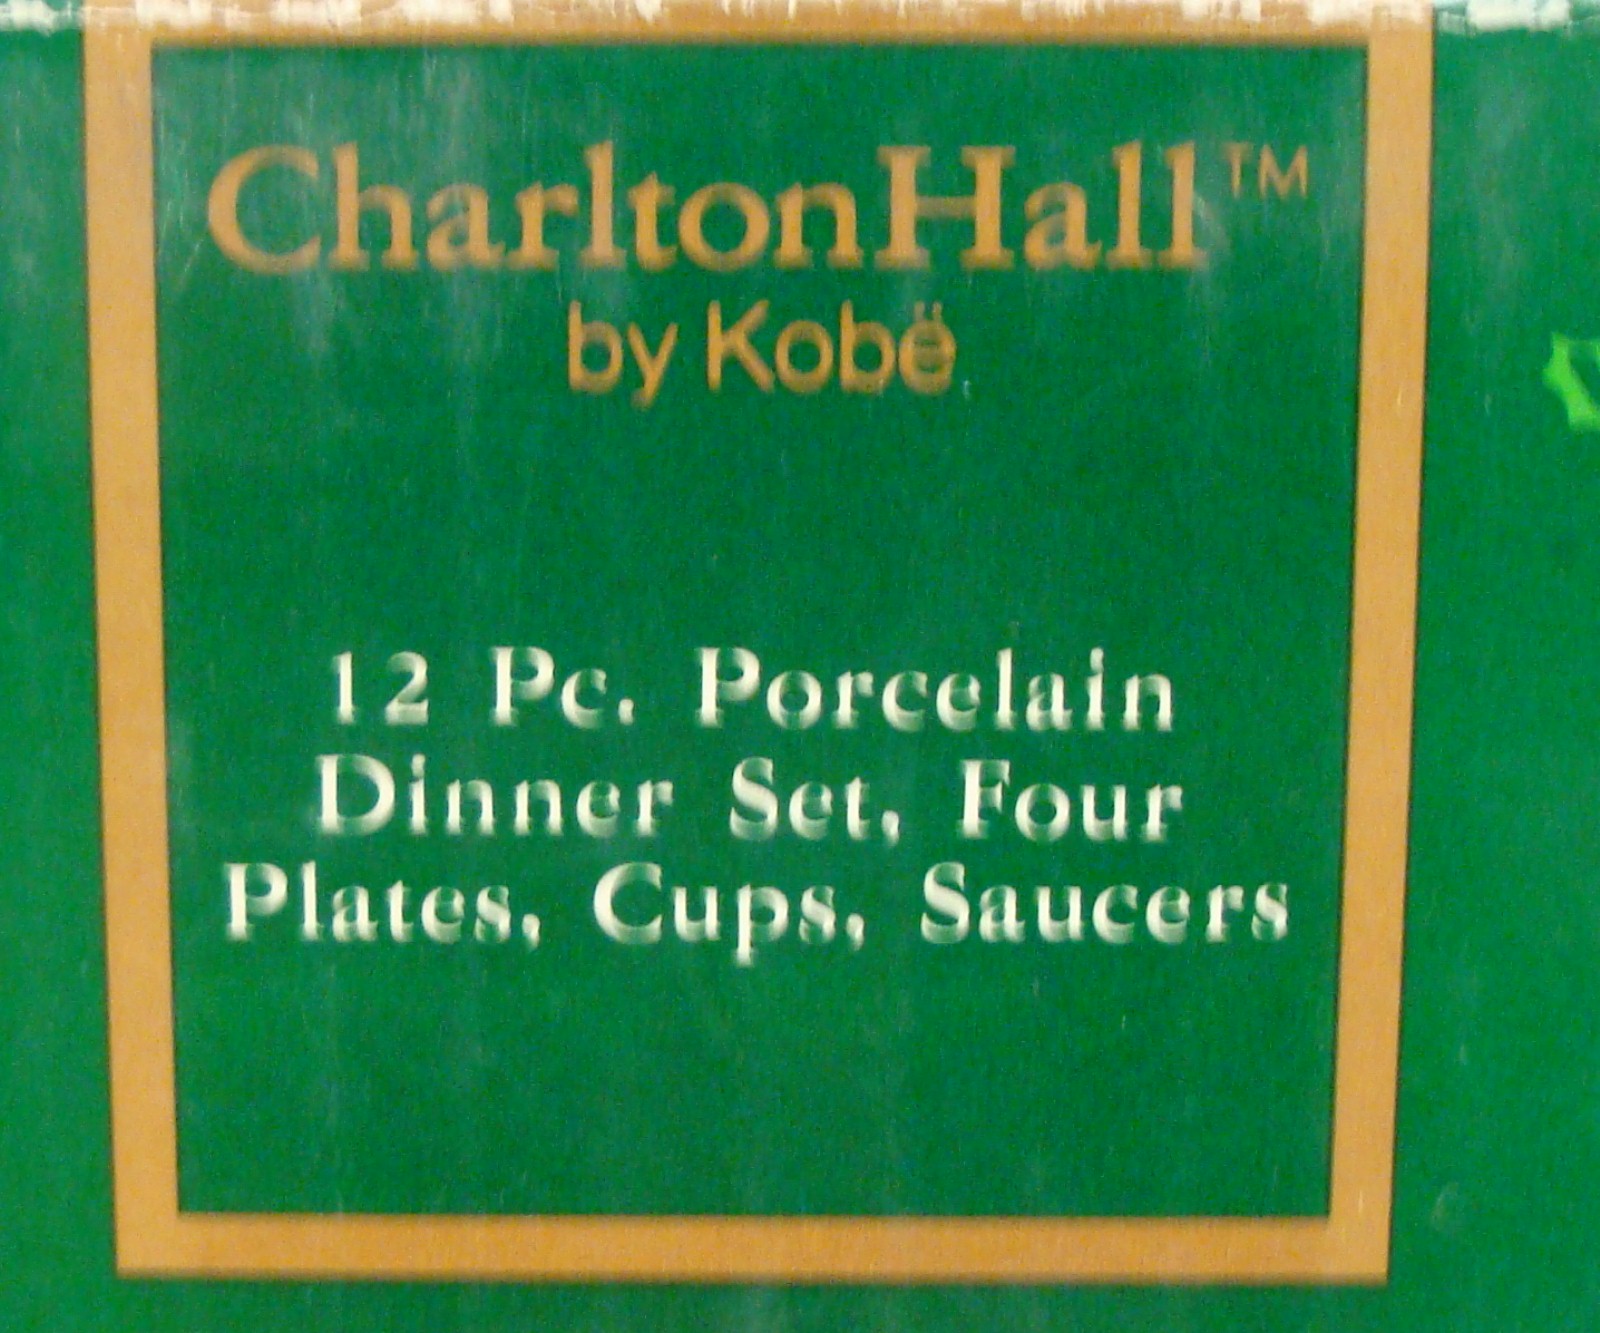 CharltonHall™
by Kobë
12 Pc. Porcelain
Dinner Set, Four
Plates, Cups, Saucers